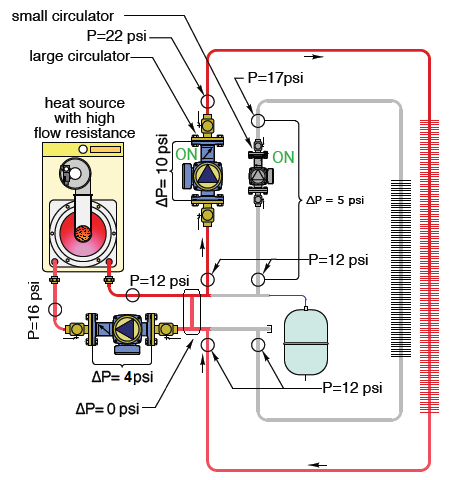 small circulator
P=22 psi
large circulator
P=17psi
heat source
with high
flow resistance
ON
ON
ΔP= 10 psi
ΔP = 5 psi
P=12 psi
P=12 psi
P=16 psi
ΔP= 4psi
P=12 psi
ΔP= 0 psi